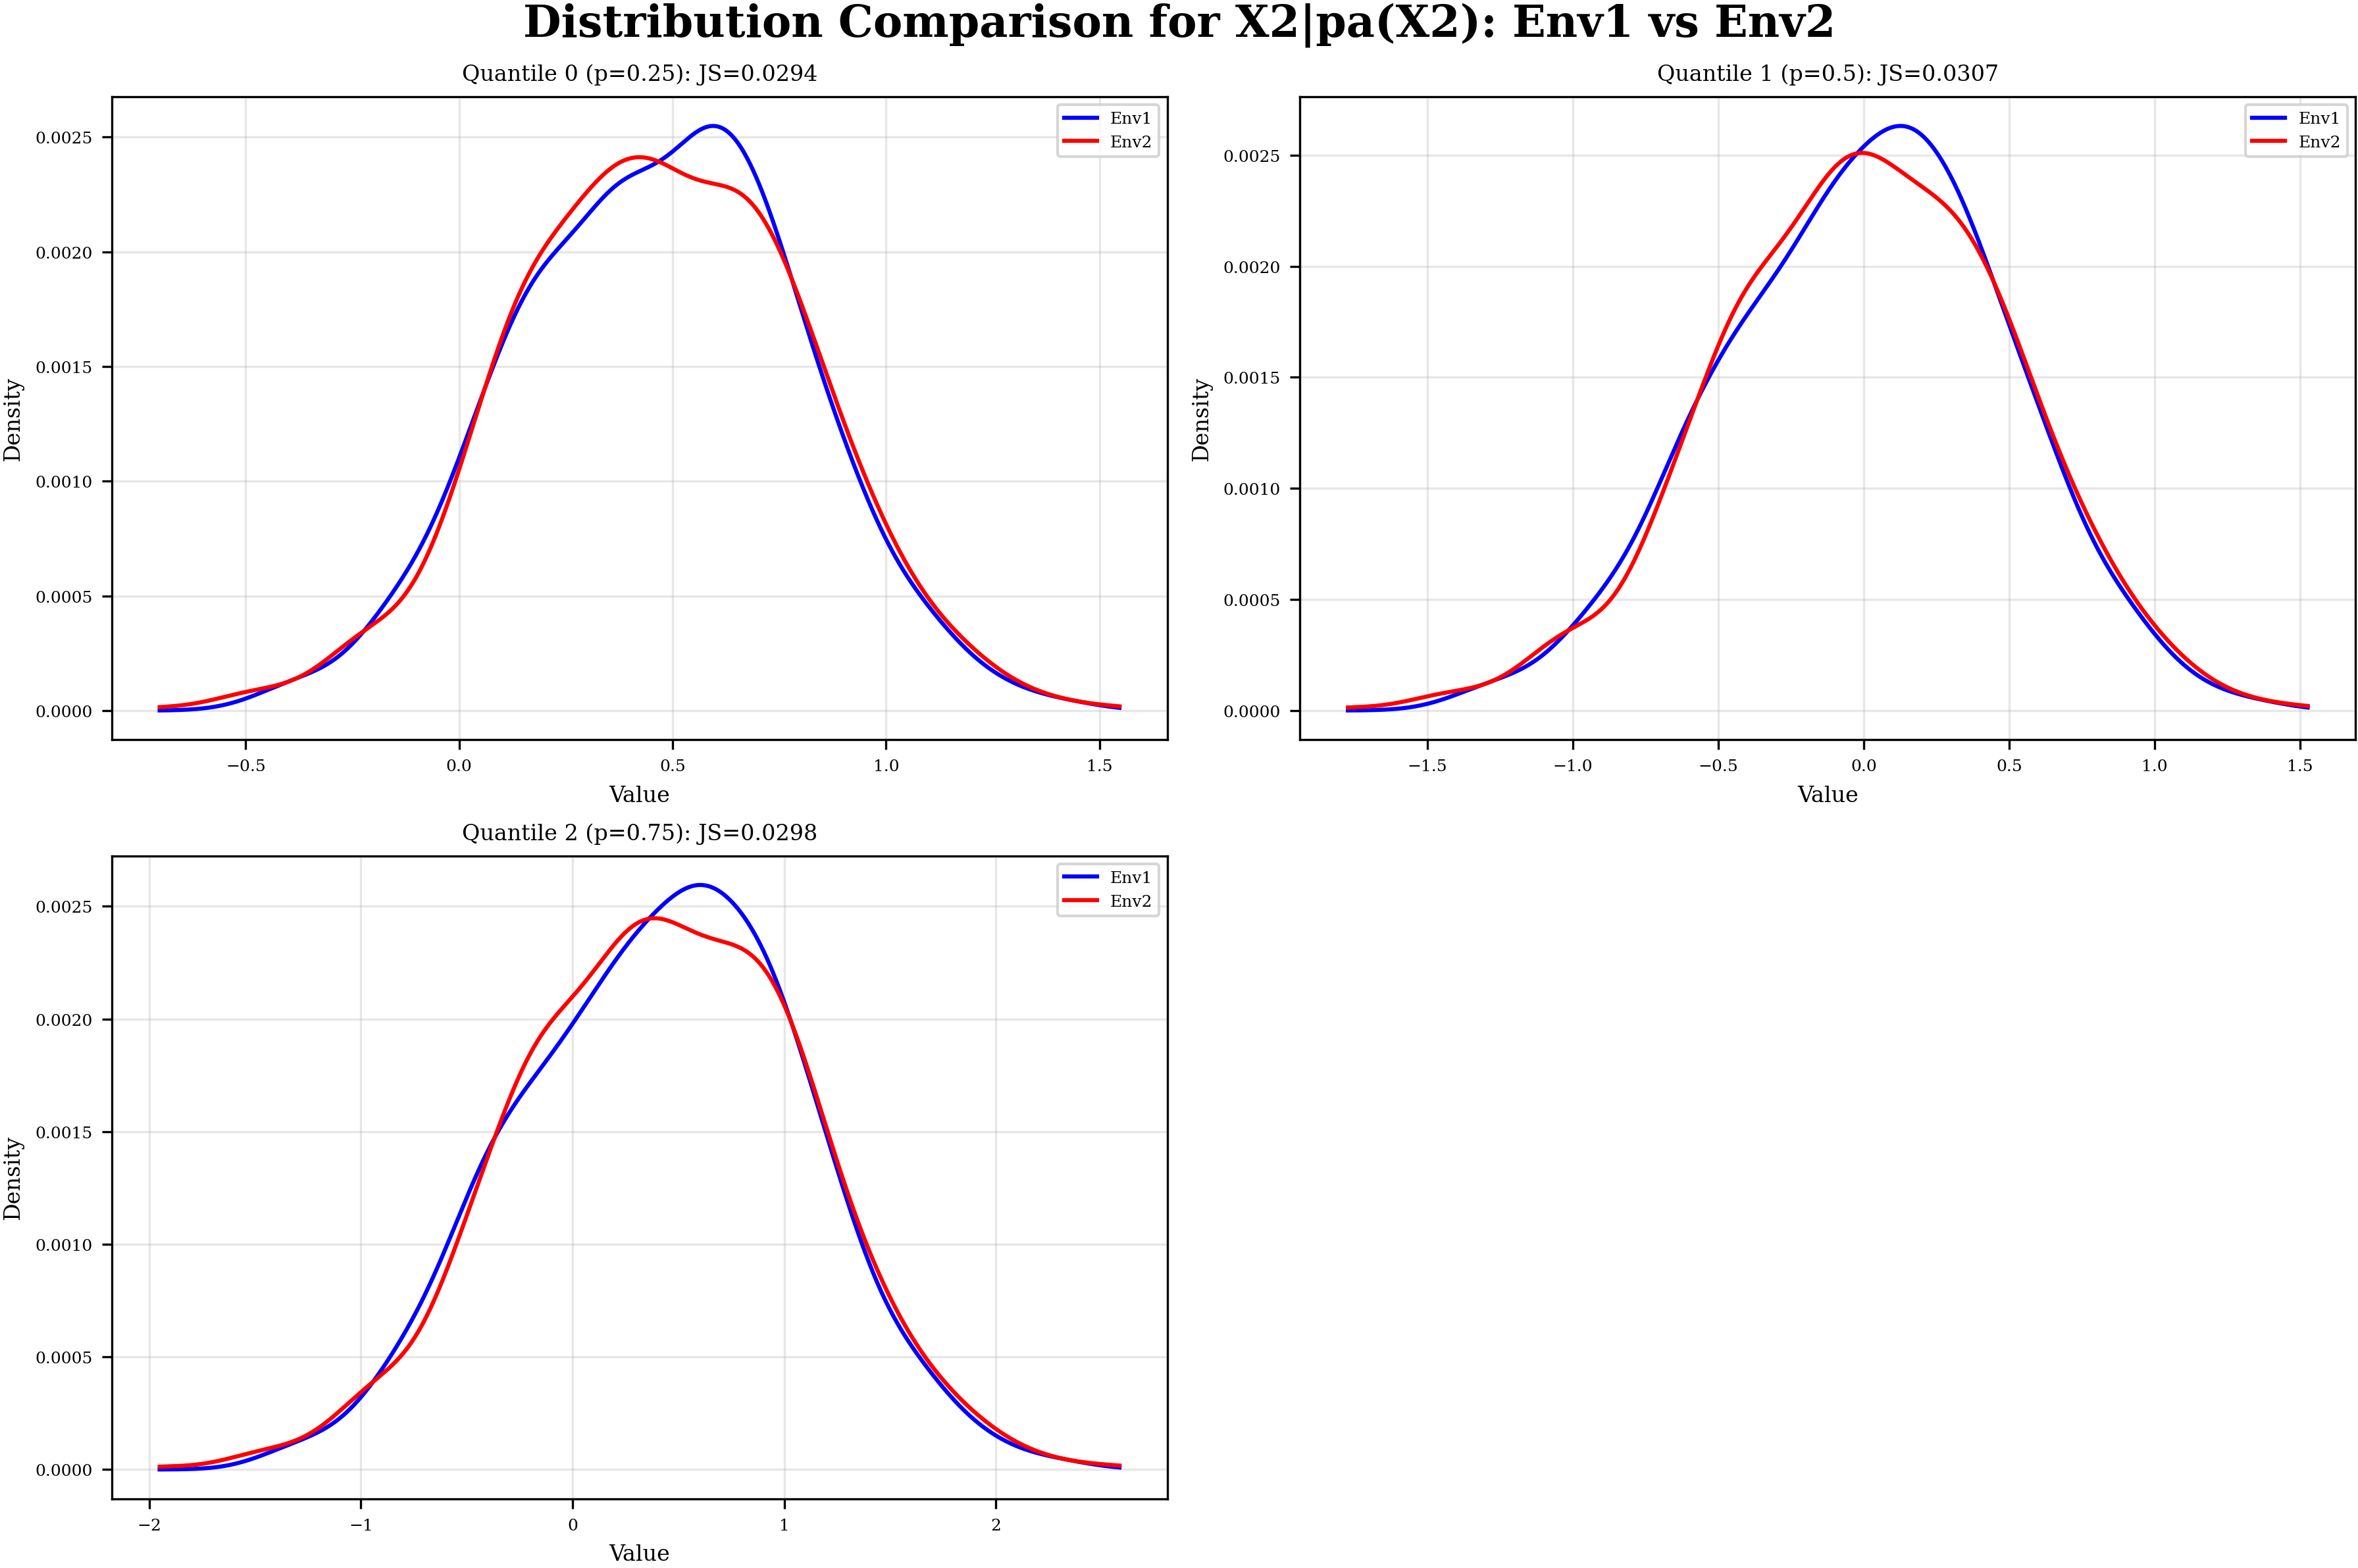 Distribution Comparison for X2|pa(X2): Env1 vs Env2
Quantile 0 (p=0.25): JS=0.0294
Env1
Env2
0.0025
0.0020
0.0015
0.0010
0.0005
0.0000
Density
−0.5
0.0
0.5
1.0
1.5
Value
Quantile 1 (p=0.5): JS=0.0307
Env1
Env2
0.0025
0.0020
0.0015
0.0010
0.0005
0.0000
Density
−1.5
−1.0
−0.5
0.0
0.5
1.0
1.5
Value
Quantile 2 (p=0.75): JS=0.0298
Env1
Env2
0.0025
0.0020
0.0015
0.0010
0.0005
0.0000
Density
−2
−1
0
1
2
Value